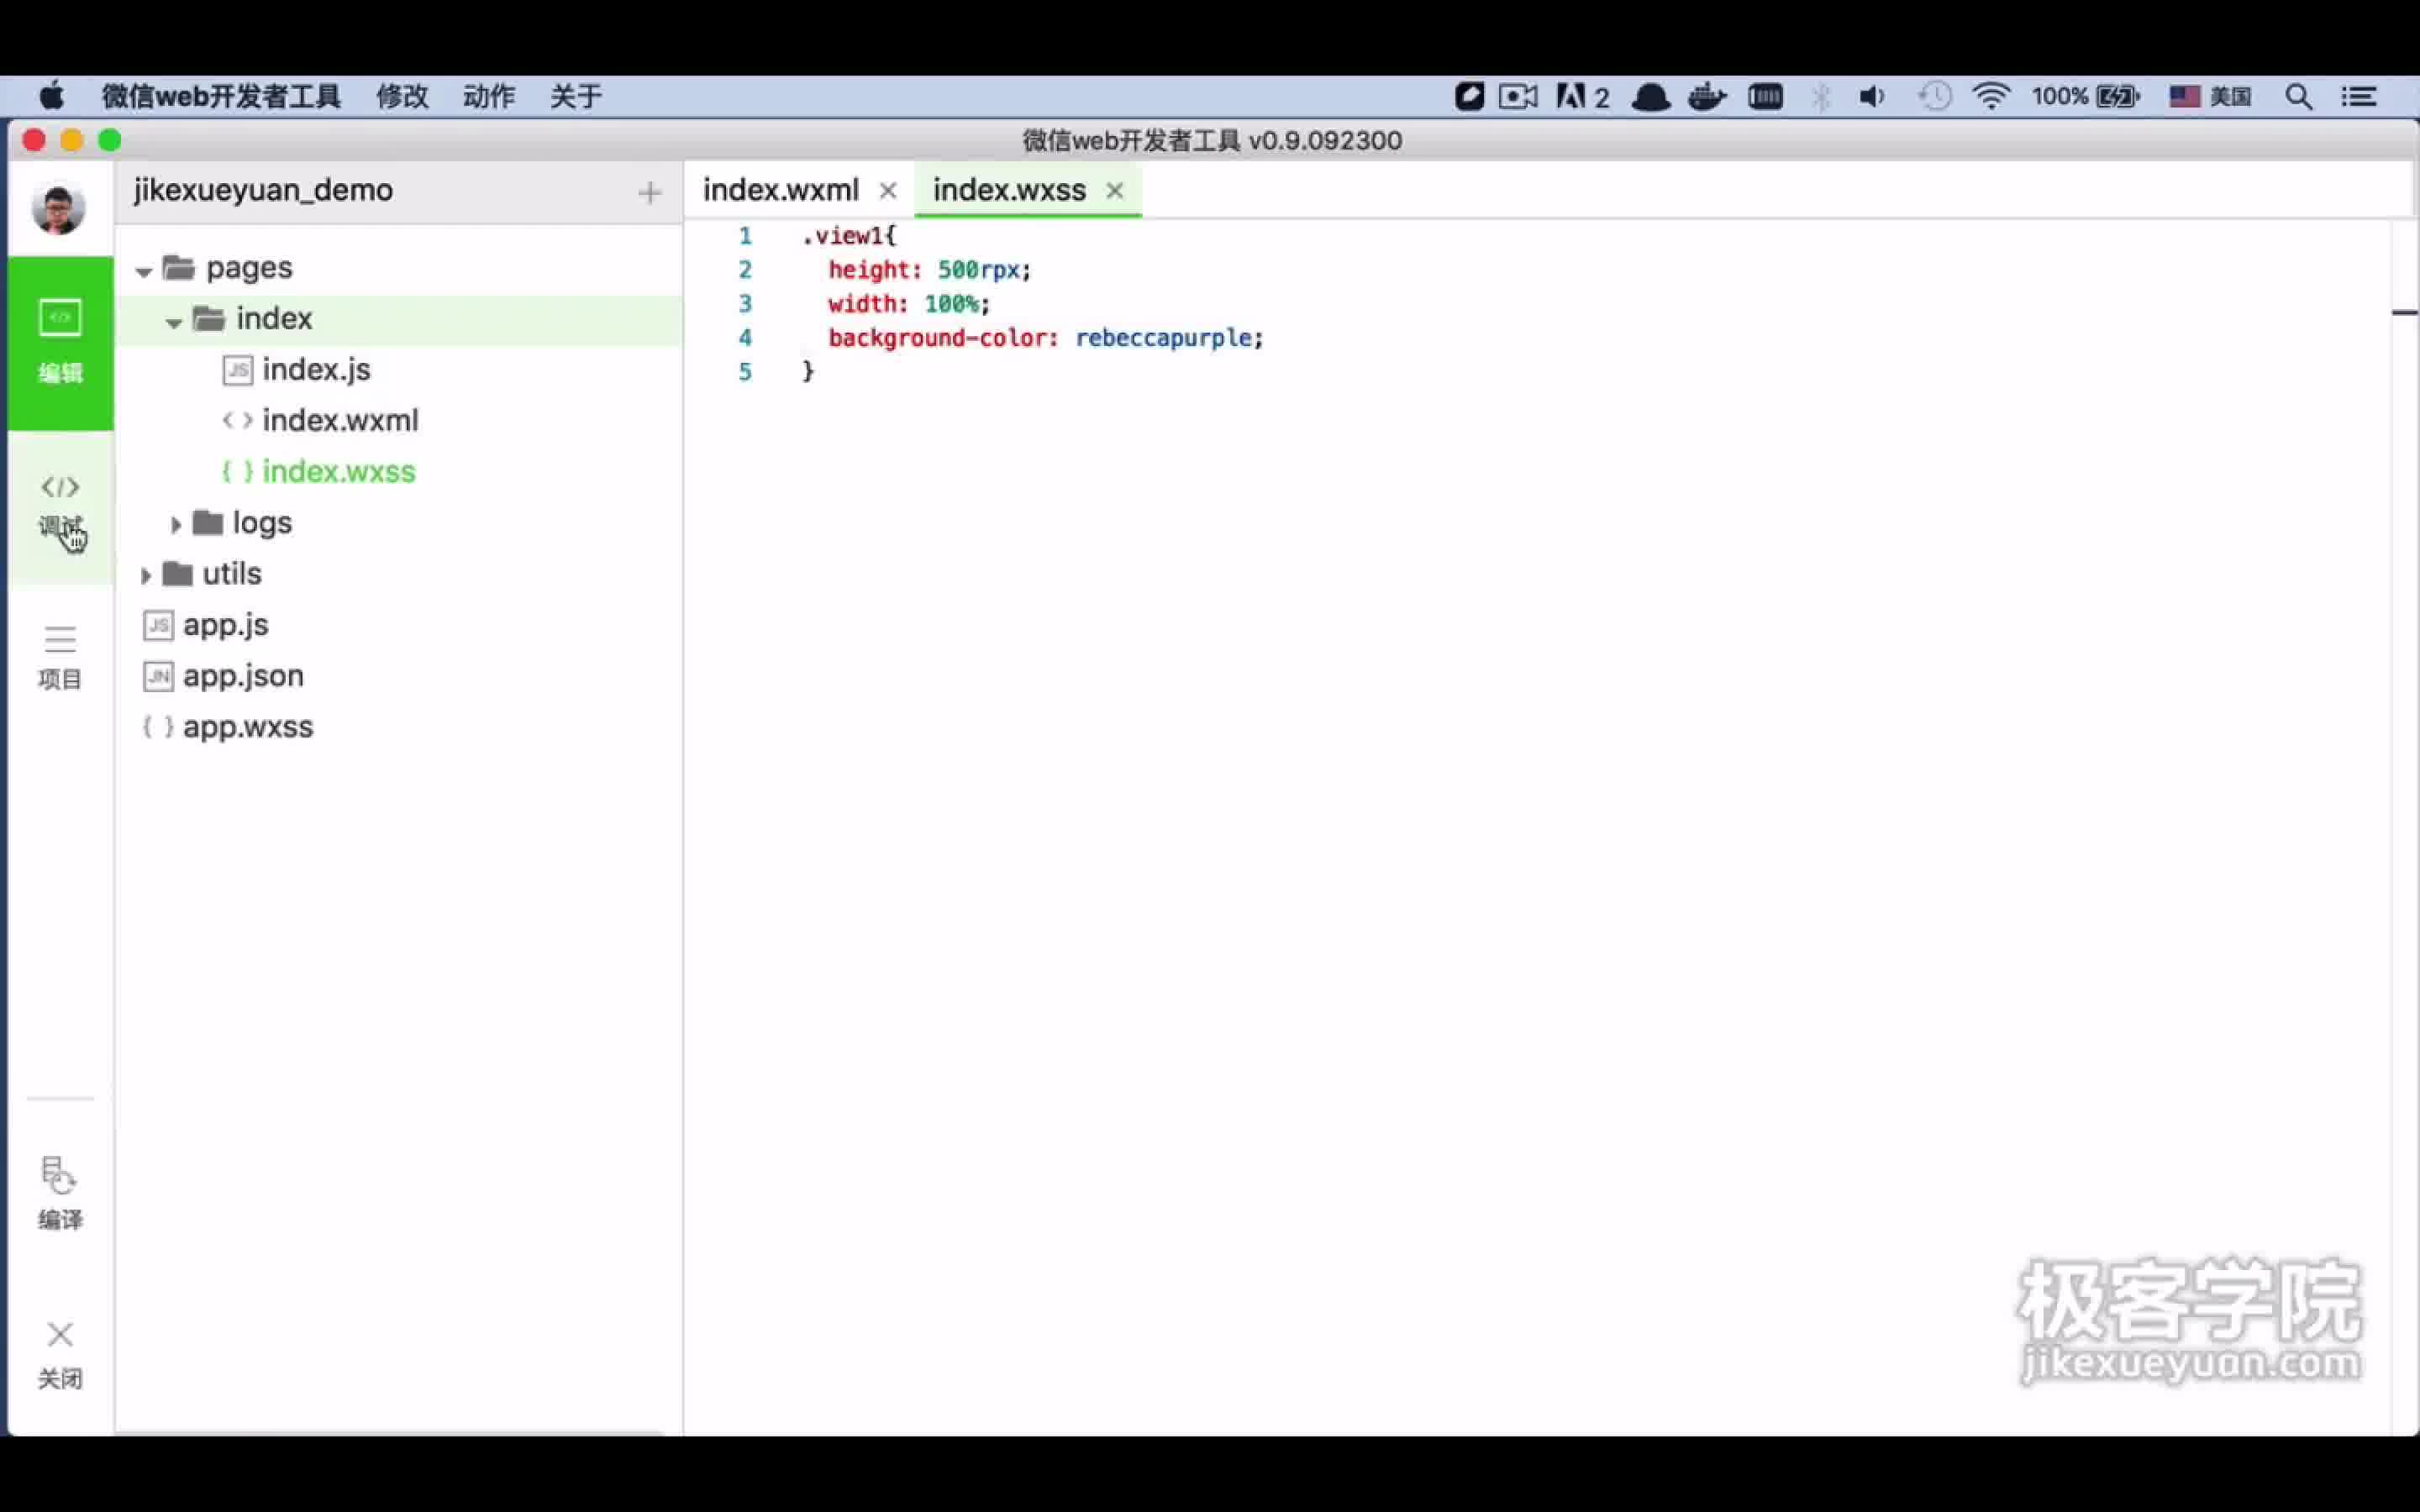 微信web开发者工具 修改 动作 关于 2 100% 美国
微信web开发者工具 v0.9.092300
jikexueyuan_demo +
index.wxml × index.wxss ×
编辑
调试
项目
编译
关闭
pages
index
JS index.js
< > index.wxml
{ } index.wxss
logs
utils
JS app.js
JN app.json
{ } app.wxss
1 .view1{
2 height: 500rpx;
3 width: 100%;
4 background-color: rebeccapurple;
5 }
极客学院
jikexueyuan.com